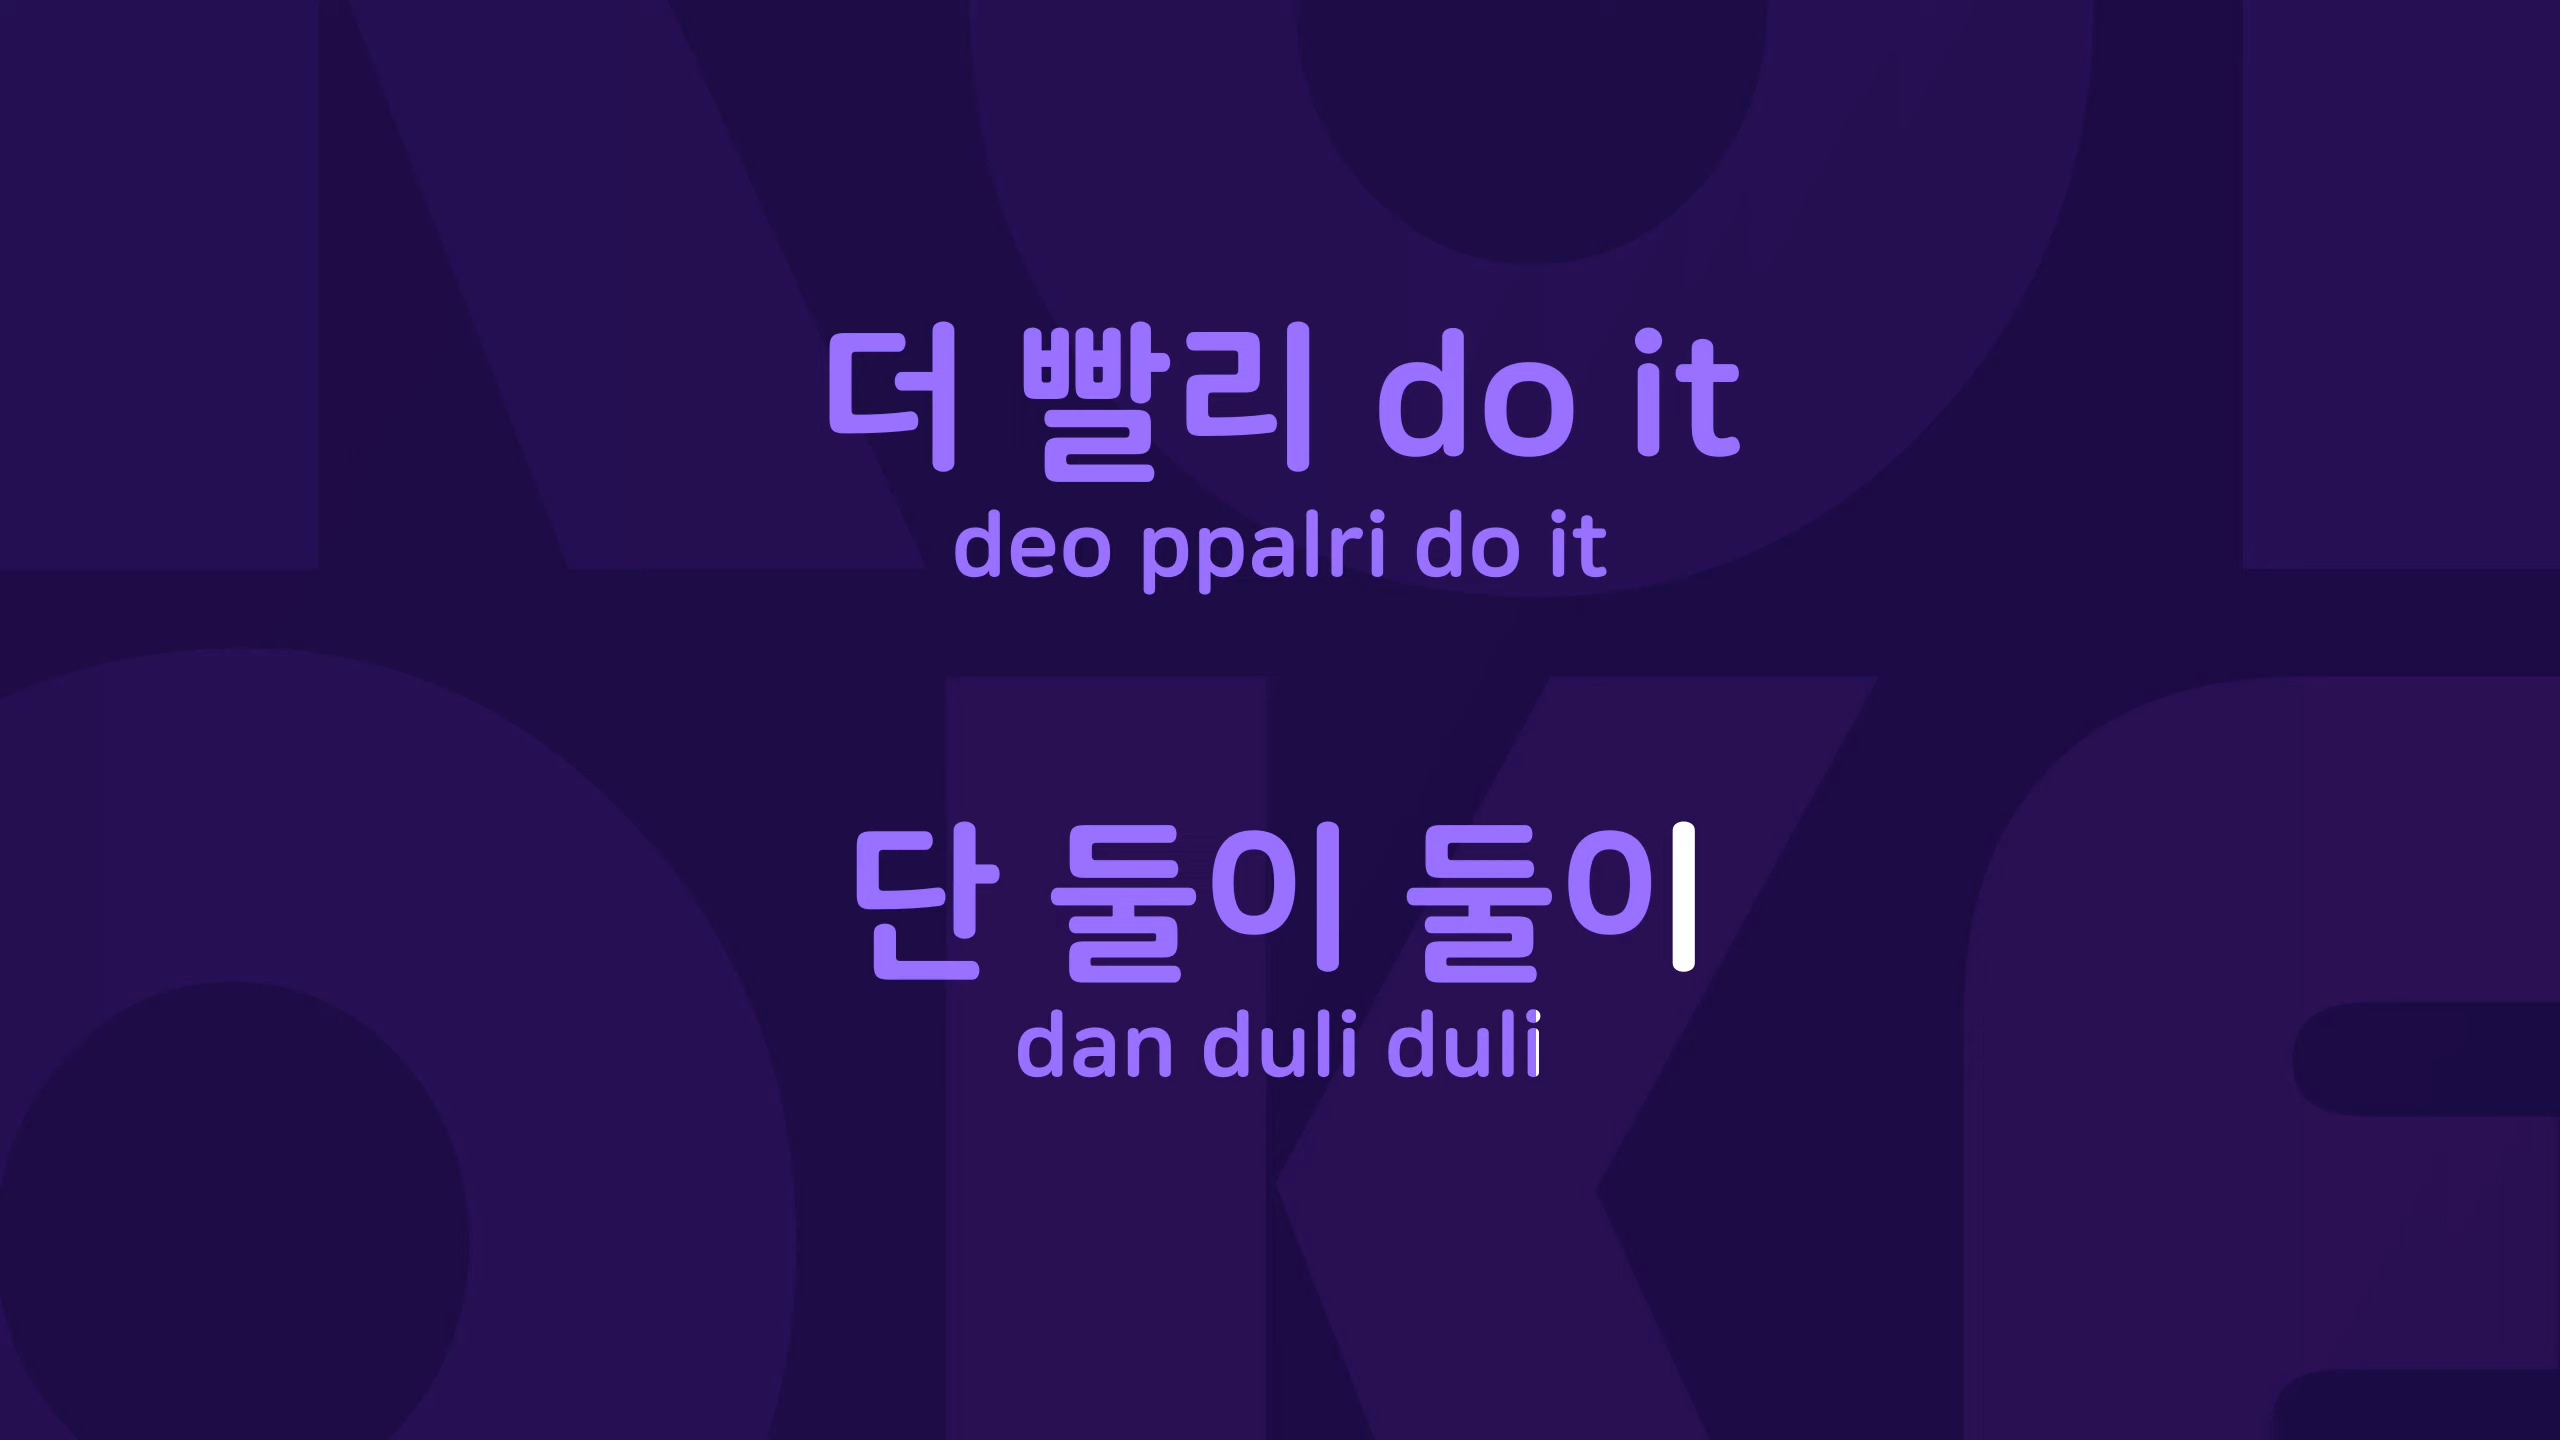 더 빨리 do it
deo ppalri do it
단 둘이 둘이
dan duli duli